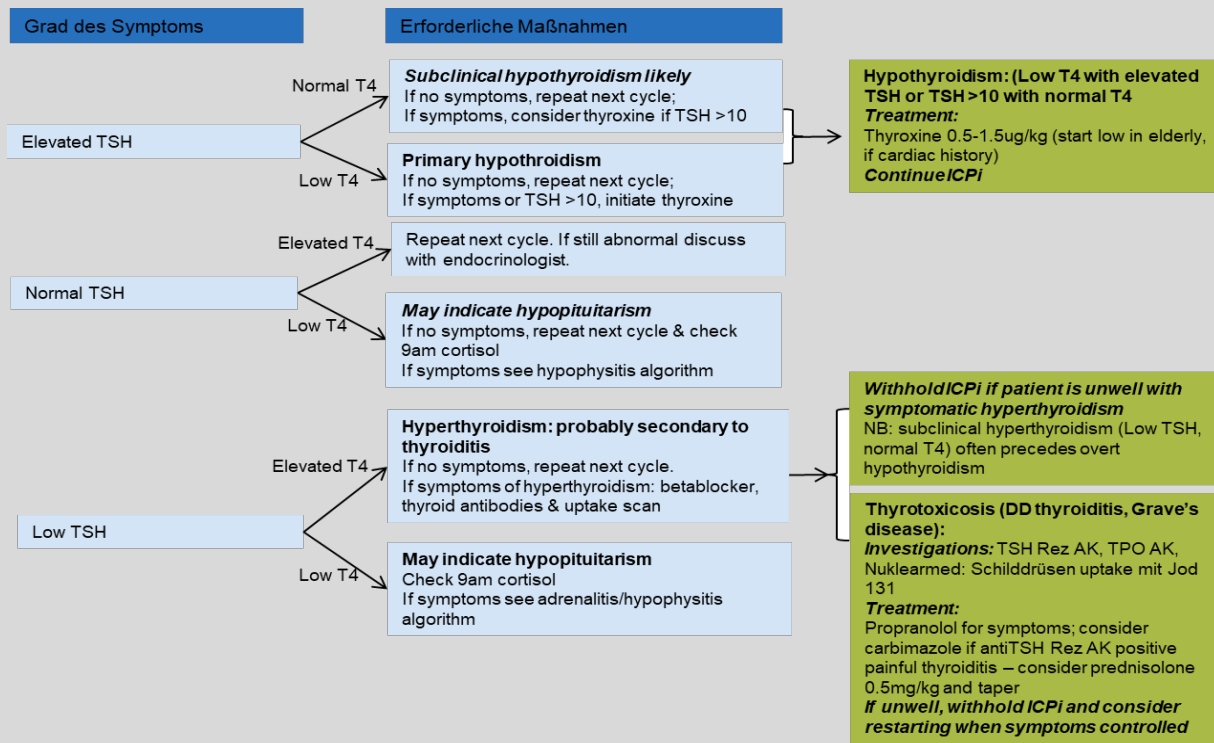 Grad des Symptoms
Erforderliche Maßnahmen
Elevated TSH
Normal T4
Subclinical hypothyroidism likely
If no symptoms, repeat next cycle;
If symptoms, consider thyroxine if TSH >10
Low T4
Primary hypothroidism
If no symptoms, repeat next cycle;
If symptoms or TSH >10, initiate thyroxine
Hypothyroidism: (Low T4 with elevated
TSH or TSH >10 with normal T4
Treatment:
Thyroxine 0.5-1.5ug/kg (start low in elderly,
if cardiac history)
ContinueICPi
Normal TSH
Elevated T4
Repeat next cycle. If still abnormal discuss
with endocrinologist.
Low T4
May indicate hypopituitarism
If no symptoms, repeat next cycle & check
9am cortisol
If symptoms see hypophysitis algorithm
Low TSH
Elevated T4
Hyperthyroidism: probably secondary to
thyroiditis
If no symptoms, repeat next cycle.
If symptoms of hyperthyroidism: betablocker,
thyroid antibodies & uptake scan
Low T4
May indicate hypopituitarism
Check 9am cortisol
If symptoms see adrenalitis/hypophysitis
algorithm
WithholdICPi if patient is unwell with
symptomatic hyperthyroidism
NB: subclinical hyperthyroidism (Low TSH,
normal T4) often precedes overt
hypothyroidism
Thyrotoxicosis (DD thyroiditis, Grave's
disease):
Investigations: TSH Rez AK, TPO AK,
Nuklearmed: Schilddrüsen uptake mit Jod
131
Treatment:
Propranolol for symptoms; consider
carbimazole if antiTSH Rez AK positive
painful thyroiditis – consider prednisolone
0.5mg/kg and taper
If unwell, withhold ICPi and consider
restarting when symptoms controlled